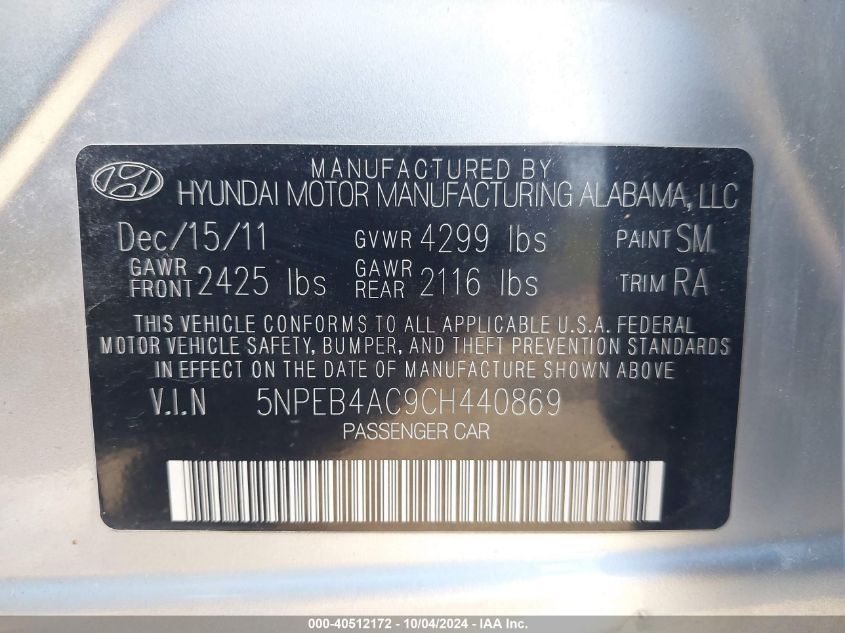 MANUFACTURED BY
HYUNDAI MOTOR MANUFACTURING ALABAMA, LLC
Dec/15/11 GVWR 4299 lbs PAINT SM
GAWR FRONT 2425 lbs GAWR REAR 2116 lbs TRIM RA
THIS VEHICLE CONFORMS TO ALL APPLICABLE U.S.A. FEDERAL
MOTOR VEHICLE SAFETY, BUMPER, AND THEFT PREVENTION STANDARDS
IN EFFECT ON THE DATE OF MANUFACTURE SHOWN ABOVE.
V.I.N 5NPEB4AC9CH440869
PASSENGER CAR
000-40512172 - 10/04/2024 - IAA Inc.